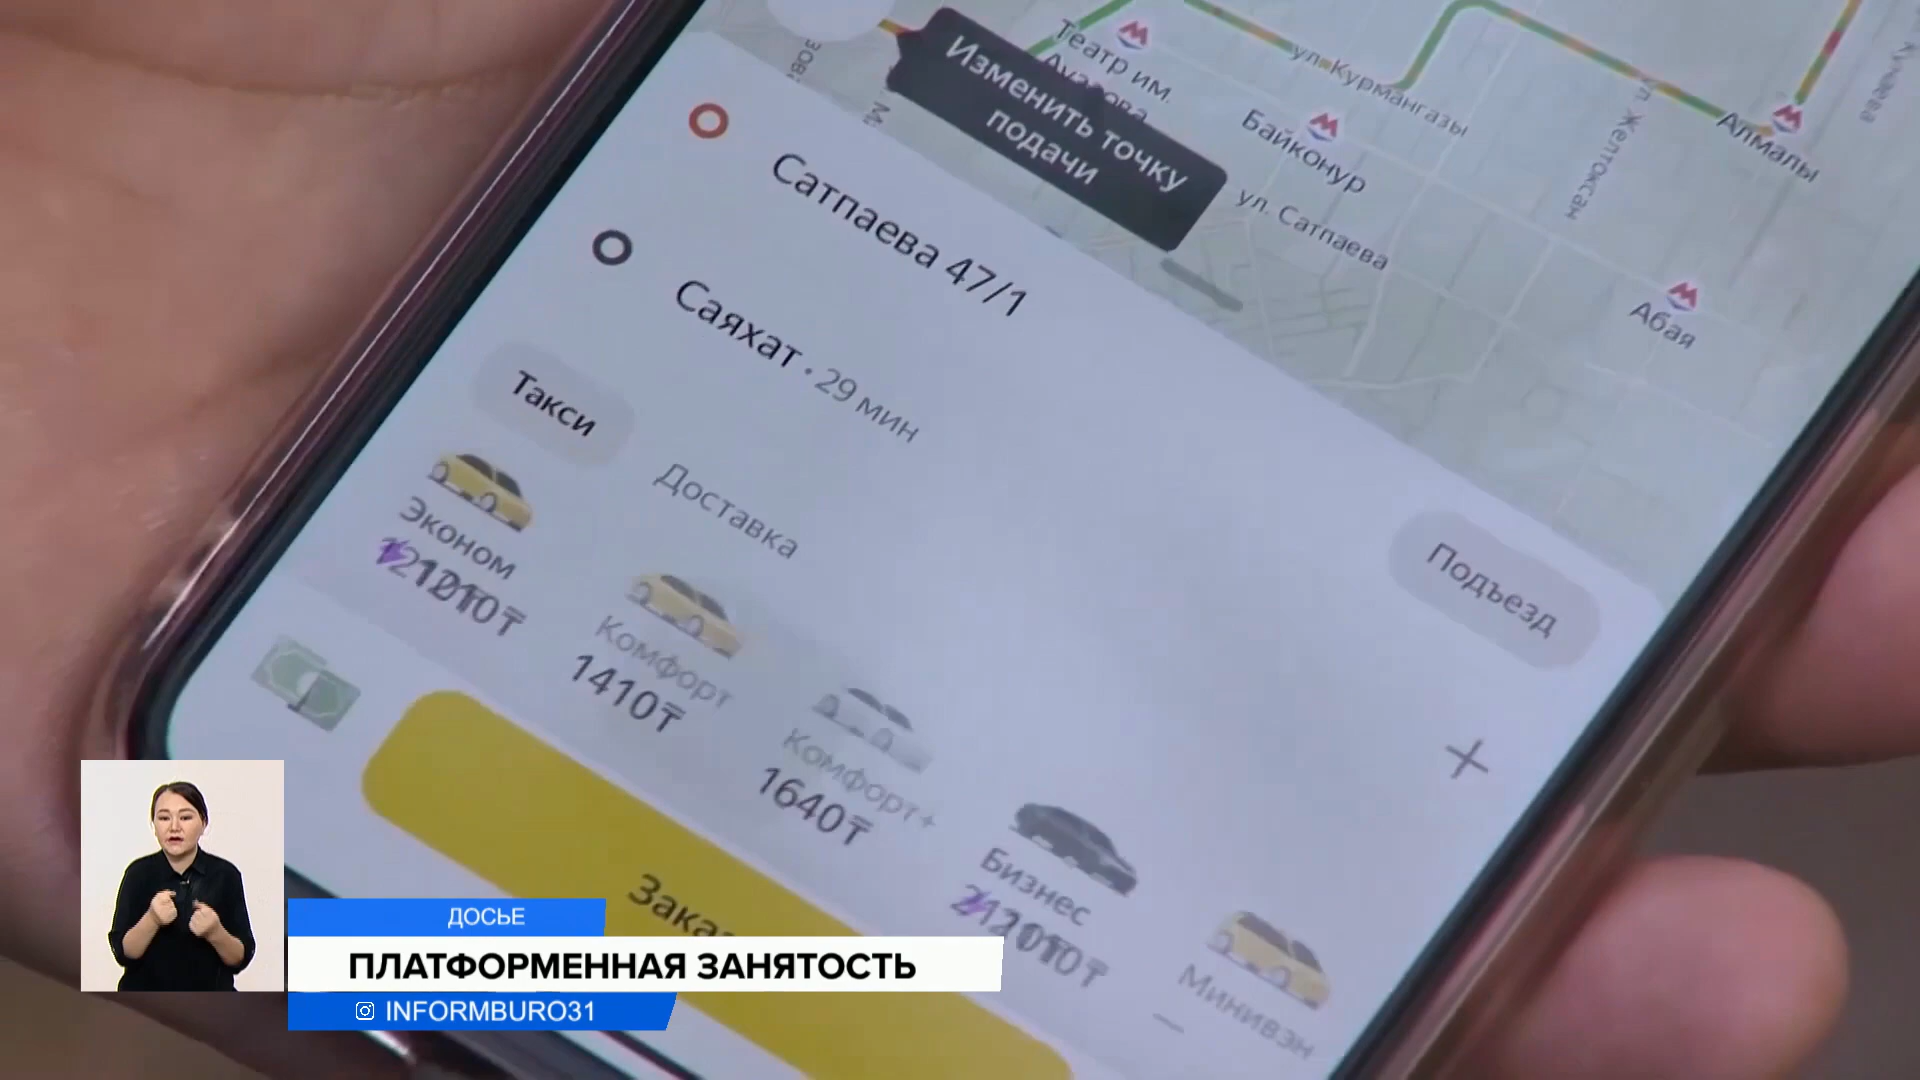 Театр им.
Ауэзова
ул. Курмангазы
Байконур
Алмалы
ул. Желтоксан
ул. Сатпаева
Абая
Изменить точку
подачи
Сатпаева 47/1
Саяхат • 29 мин
Подъезд
Такси
Доставка
Эконом
Комфорт
1410₸
Комфорт+
1640₸
Бизнес
Минивэн
ДОСЬЕ
ПЛАТФОРМЕННАЯ ЗАНЯТОСТЬ
INFORMBURO31